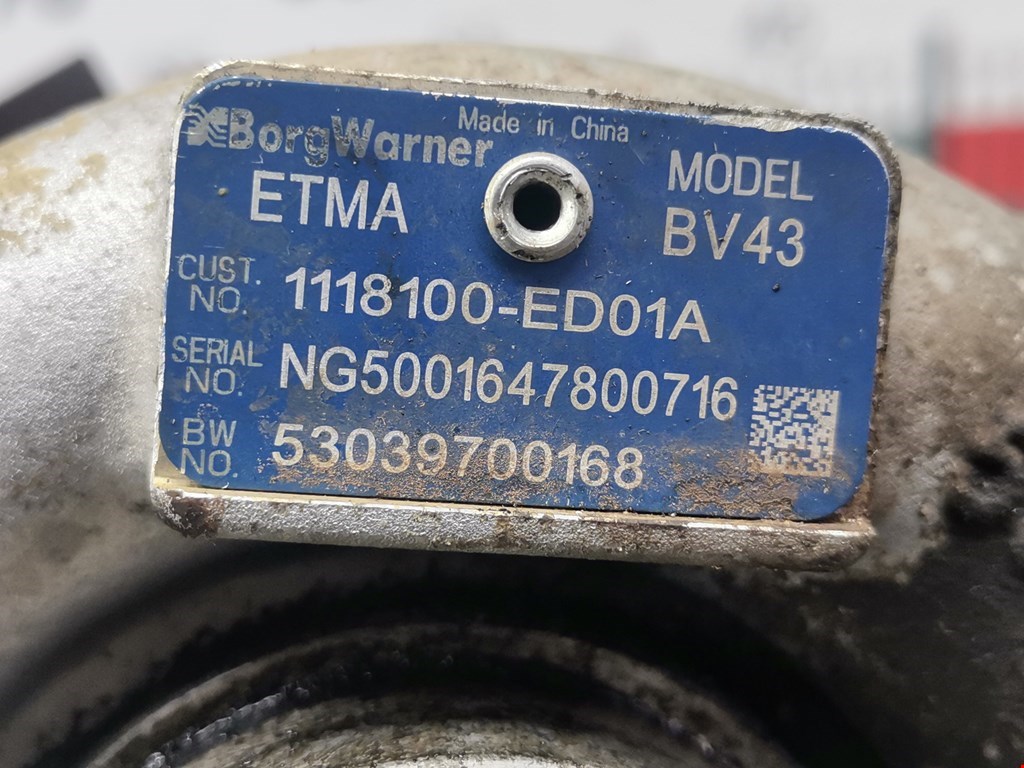 BorgWarner
Made in China
ETMA
MODEL
BV43
CUST. NO. 1118100-ED01A
SERIAL NO. NG5001647800716
BW NO. 53039700168